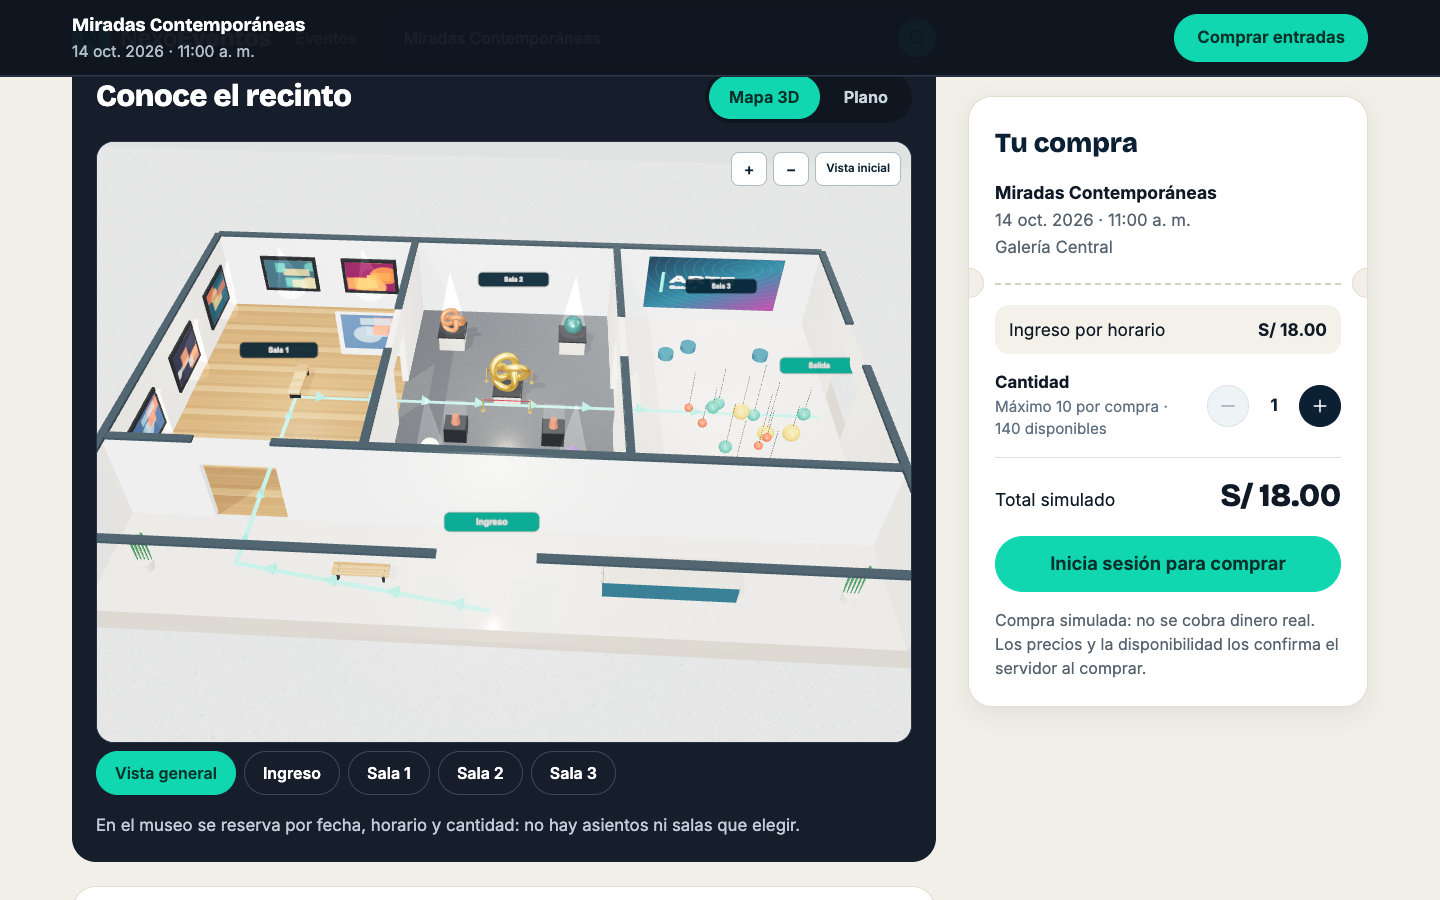 Miradas Contemporáneas
14 oct. 2026 · 11:00 a. m.
NexoEventos Eventos Miradas Contemporáneas
Comprar entradas
Conoce el recinto
Mapa 3D
Plano
+
−
Vista inicial
Sala 2
ARTE
Sala 3
Sala 1
Salida
Ingreso
Vista general
Ingreso
Sala 1
Sala 2
Sala 3
En el museo se reserva por fecha, horario y cantidad: no hay asientos ni salas que elegir.
Tu compra
Miradas Contemporáneas
14 oct. 2026 · 11:00 a. m.
Galería Central
Ingreso por horario S/ 18.00
Cantidad
Máximo 10 por compra ·
140 disponibles
− 1 +
Total simulado S/ 18.00
Inicia sesión para comprar
Compra simulada: no se cobra dinero real.
Los precios y la disponibilidad los confirma el
servidor al comprar.